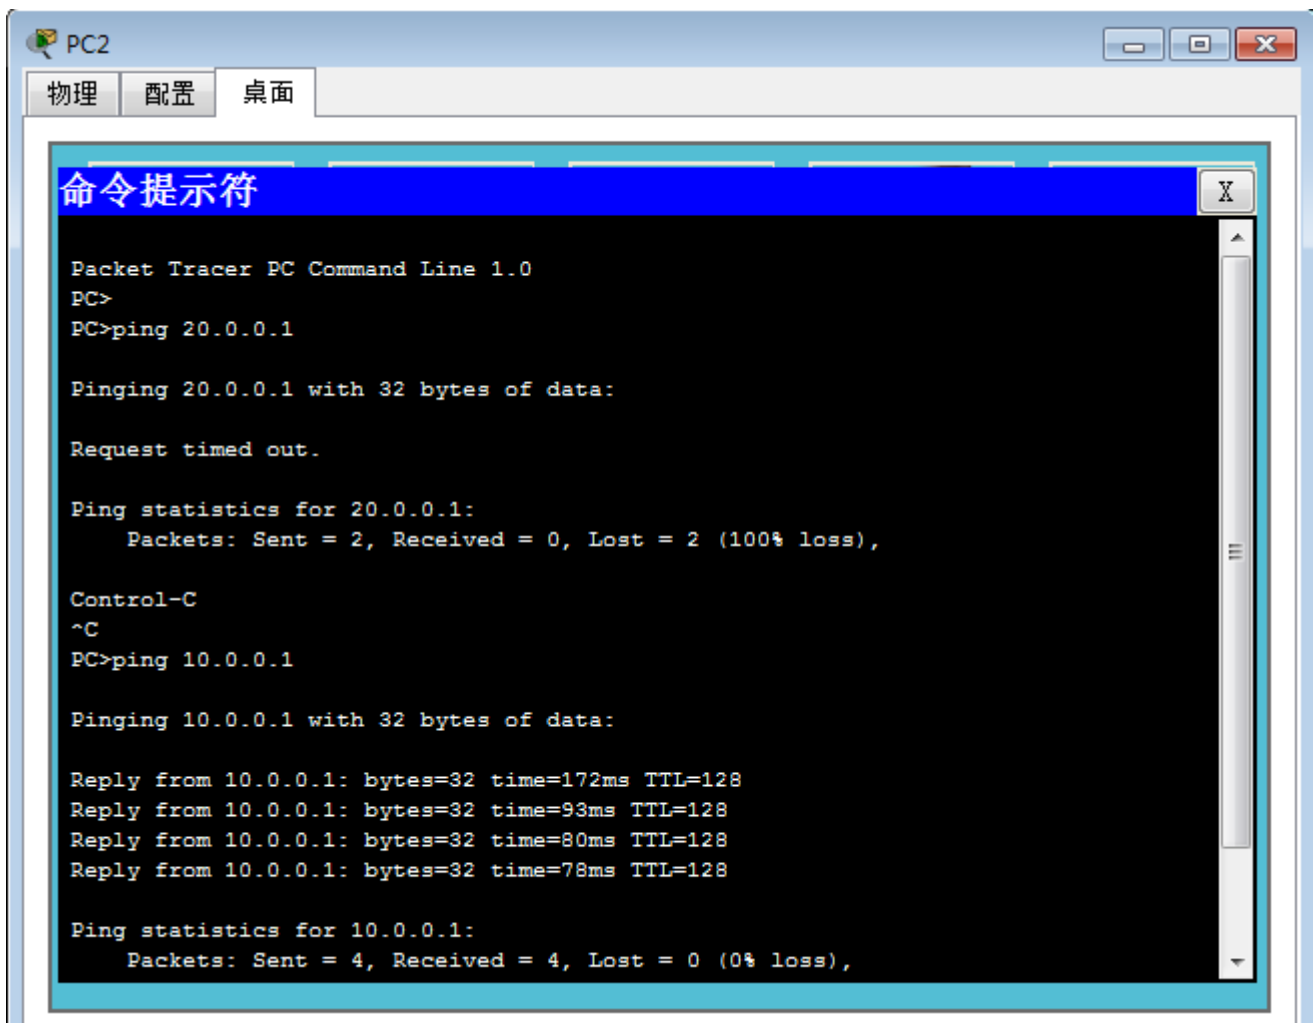 PC2
物理 配置 桌面
命令提示符 X
Packet Tracer PC Command Line 1.0
PC>
PC>ping 20.0.0.1
Pinging 20.0.0.1 with 32 bytes of data:
Request timed out.
Ping statistics for 20.0.0.1:
Packets: Sent = 2, Received = 0, Lost = 2 (100% loss),
Control-C
^C
PC>ping 10.0.0.1
Pinging 10.0.0.1 with 32 bytes of data:
Reply from 10.0.0.1: bytes=32 time=172ms TTL=128
Reply from 10.0.0.1: bytes=32 time=93ms TTL=128
Reply from 10.0.0.1: bytes=32 time=80ms TTL=128
Reply from 10.0.0.1: bytes=32 time=78ms TTL=128
Ping statistics for 10.0.0.1:
Packets: Sent = 4, Received = 4, Lost = 0 (0% loss),